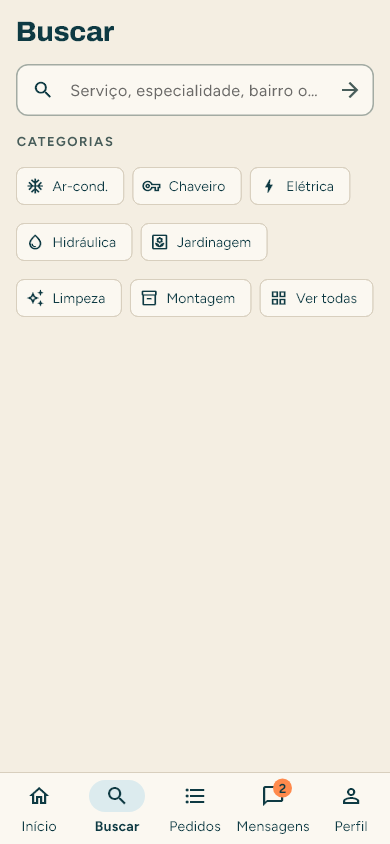 Buscar
Serviço, especialidade, bairro o...
CATEGORIAS
Ar-cond. Chaveiro Elétrica
Hidráulica Jardinagem
Limpeza Montagem Ver todas
2
Início Buscar Pedidos Mensagens Perfil